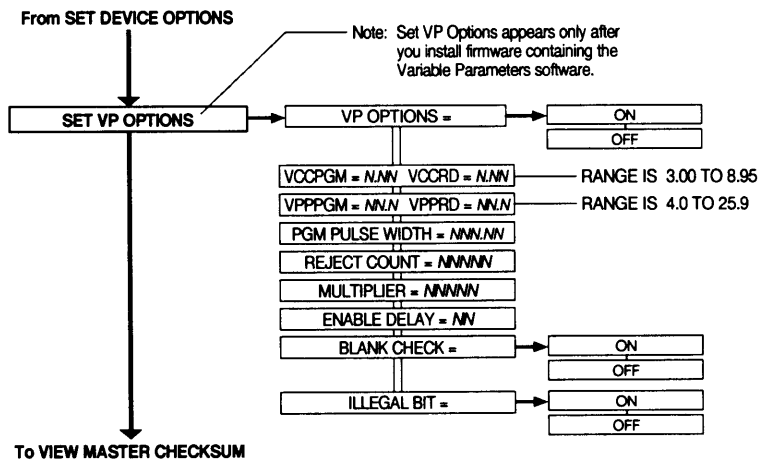 From SET DEVICE OPTIONS
Note: Set VP Options appears only after
you install firmware containing the
Variable Parameters software.
SET VP OPTIONS
VP OPTIONS =
ON
OFF
VCCPGM = N.NN VCCRD = N.NN
RANGE IS 3.00 TO 8.95
VPPPGM = NN.N VPPRD = NN.N
RANGE IS 4.0 TO 25.9
PGM PULSE WIDTH = NNN.NN
REJECT COUNT = NNNNN
MULTIPLIER = NNNNN
ENABLE DELAY = NN
BLANK CHECK =
ON
OFF
ILLEGAL BIT =
ON
OFF
To VIEW MASTER CHECKSUM